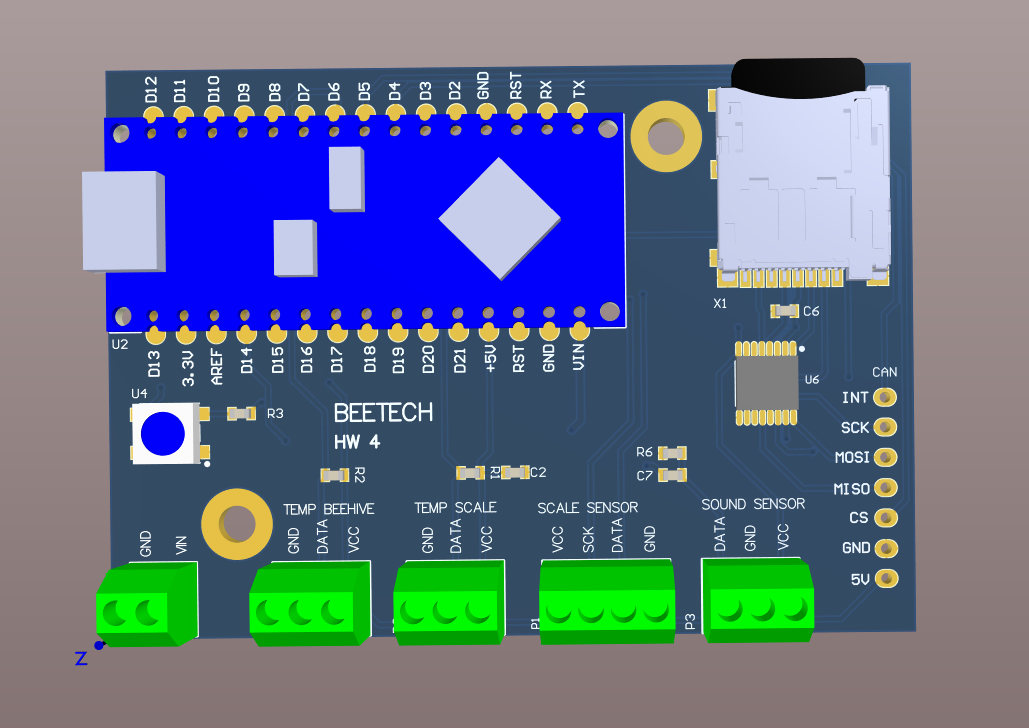 D12 D11 D10 D9 D8 D7 D6 D5 D4 D3 D2 GND RST RX TX
U2
D13 3.3V AREF D14 D15 D16 D17 D18 D19 D20 D21 +5V RST GND VIN
X1
C6
U6
CAN
INT
SCK
MOSI
MISO
CS
GND
5V
U4
R3
BEETECH
HW 4
R2
R1
C2
R6
C7
TEMP BEEHIVE
GND DATA VCC
TEMP SCALE
GND DATA VCC
SCALE SENSOR
VCC SCK DATA GND
SOUND SENSOR
DATA GND VCC
GND VIN
P1
P3
Z